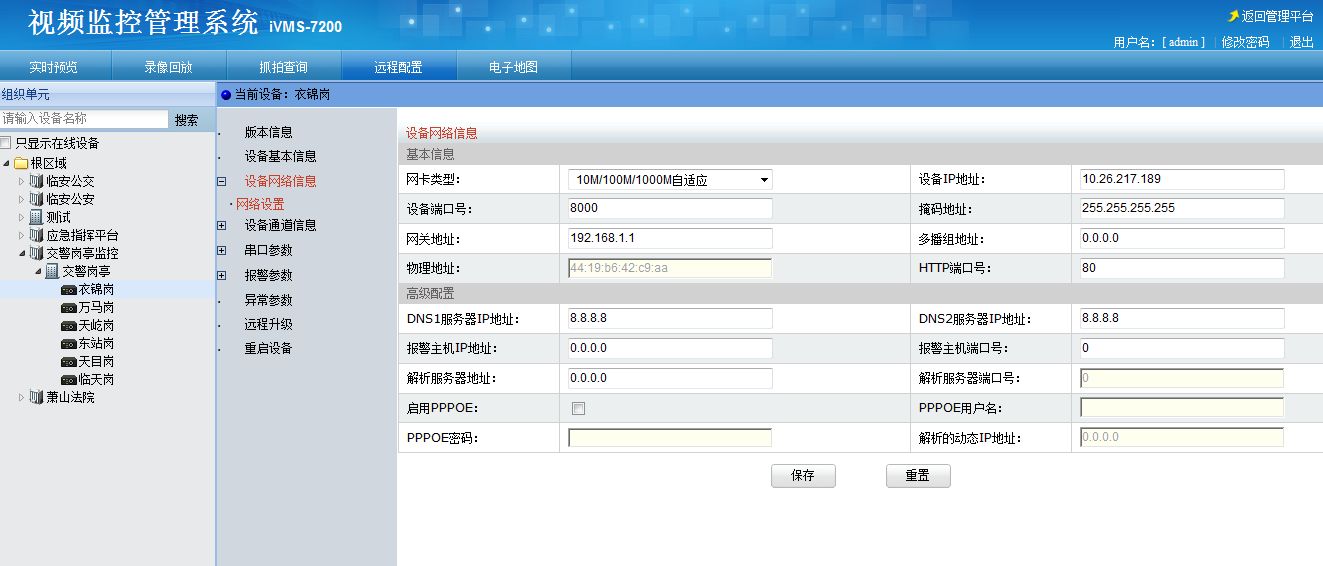 视频监控管理系统 iVMS-7200
返回管理平台
用户名：[ admin ] | 修改密码 | 退出
实时预览 录像回放 抓拍查询 远程配置 电子地图
组织单元
请输入设备名称 搜索
只显示在线设备
根区域
临安公交
临安公安
测试
应急指挥平台
交警岗亭监控
交警岗亭
衣锦岗
万马岗
天屹岗
东站岗
天目岗
临天岗
萧山法院
当前设备：衣锦岗
版本信息
设备基本信息
设备网络信息
网络设置
设备通道信息
串口参数
报警参数
异常参数
远程升级
重启设备
设备网络信息
基本信息
网卡类型： 10M/100M/1000M自适应 设备IP地址： 10.26.217.189
设备端口号： 8000 掩码地址： 255.255.255.255
网关地址： 192.168.1.1 多播组地址： 0.0.0.0
物理地址： 44:19:b6:42:c9:aa HTTP端口号： 80
高级配置
DNS1服务器IP地址： 8.8.8.8 DNS2服务器IP地址： 8.8.8.8
报警主机IP地址： 0.0.0.0 报警主机端口号： 0
解析服务器地址： 0.0.0.0 解析服务器端口号： 0
启用PPPOE： PPPOE用户名：
PPPOE密码： 解析的动态IP地址： 0.0.0.0
保存 重置